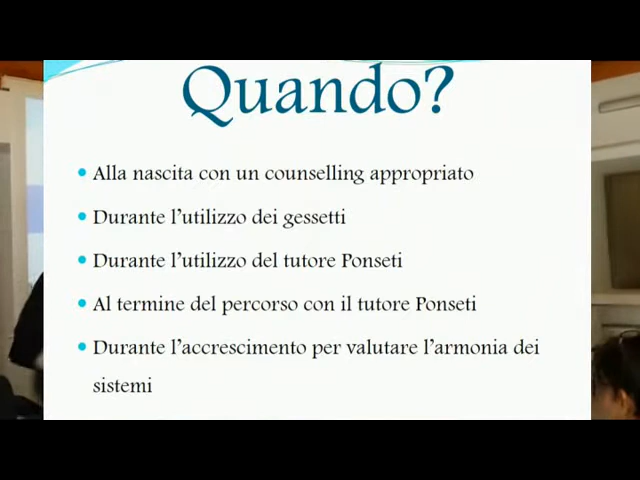 Quando?
Alla nascita con un counselling appropriato
Durante l'utilizzo dei gessetti
Durante l'utilizzo del tutore Ponseti
Al termine del percorso con il tutore Ponseti
Durante l'accrescimento per valutare l'armonia dei
sistemi